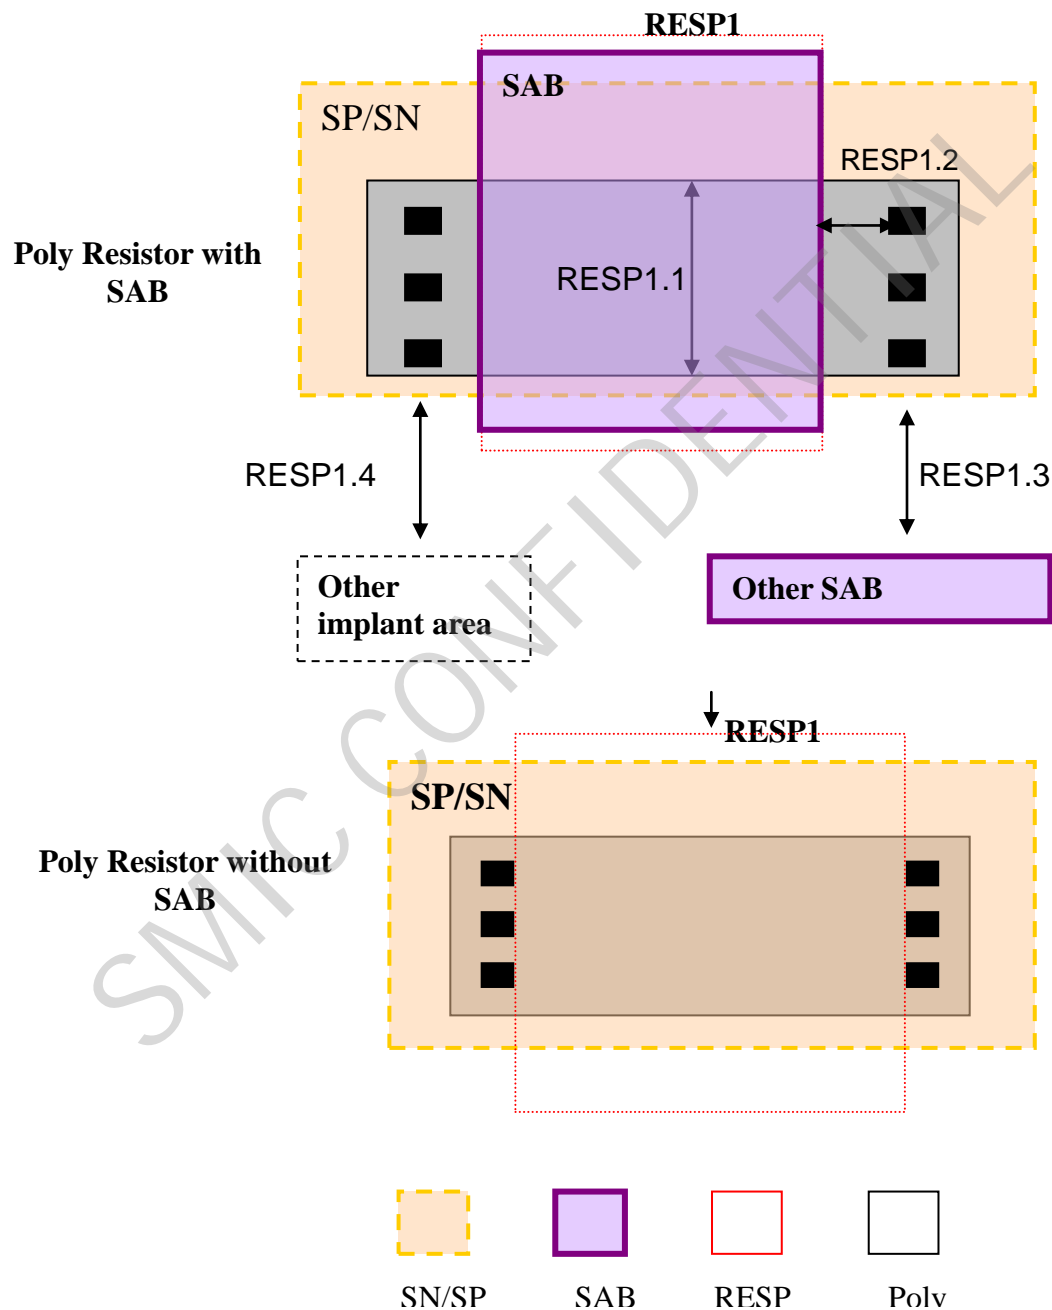 RESP1
SAB
SP/SN
RESP1.2
Poly Resistor with
SAB
RESP1.1
RESP1.4
RESP1.3
Other
implant area
Other SAB
RESP1
SP/SN
Poly Resistor without
SAB
SN/SP
SAB
RESP
Poly
SMIC CONFIDENTIAL